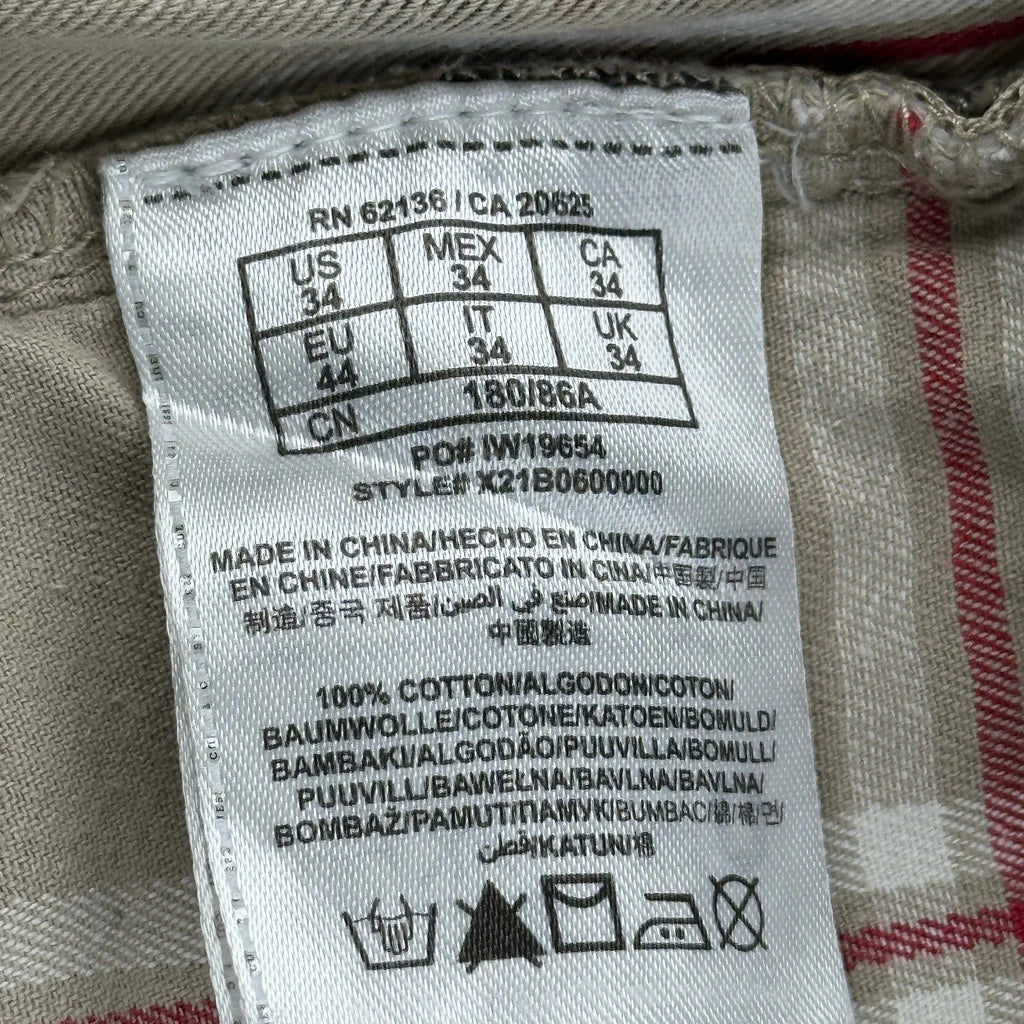 RN 62136 / CA 20625
US MEX CA
34 34 34
EU IT UK
44 34 34
CN 180/86A
PO# IW19654
STYLE# X21B0600000
MADE IN CHINA/HECHO EN CHINA/FABRIQUE
EN CHINE/FABBRICATO IN CINA/中国製/中国
制造/중국 제품/صنع في الصين/MADE IN CHINA/
中國製造
100% COTTON/ALGODON/COTON/
BAUMWOLLE/COTONE/KATOEN/BOMULD/
BAMBAKI/ALGODÃO/PUUVILLA/BOMULL/
PUUVILL/BAWEŁNA/BAVLNA/BAVLNA/
BOMBAŽ/PAMUT/ПАМУК/BUMBAC/綿/棉/면/
قطن/KATUN/棉